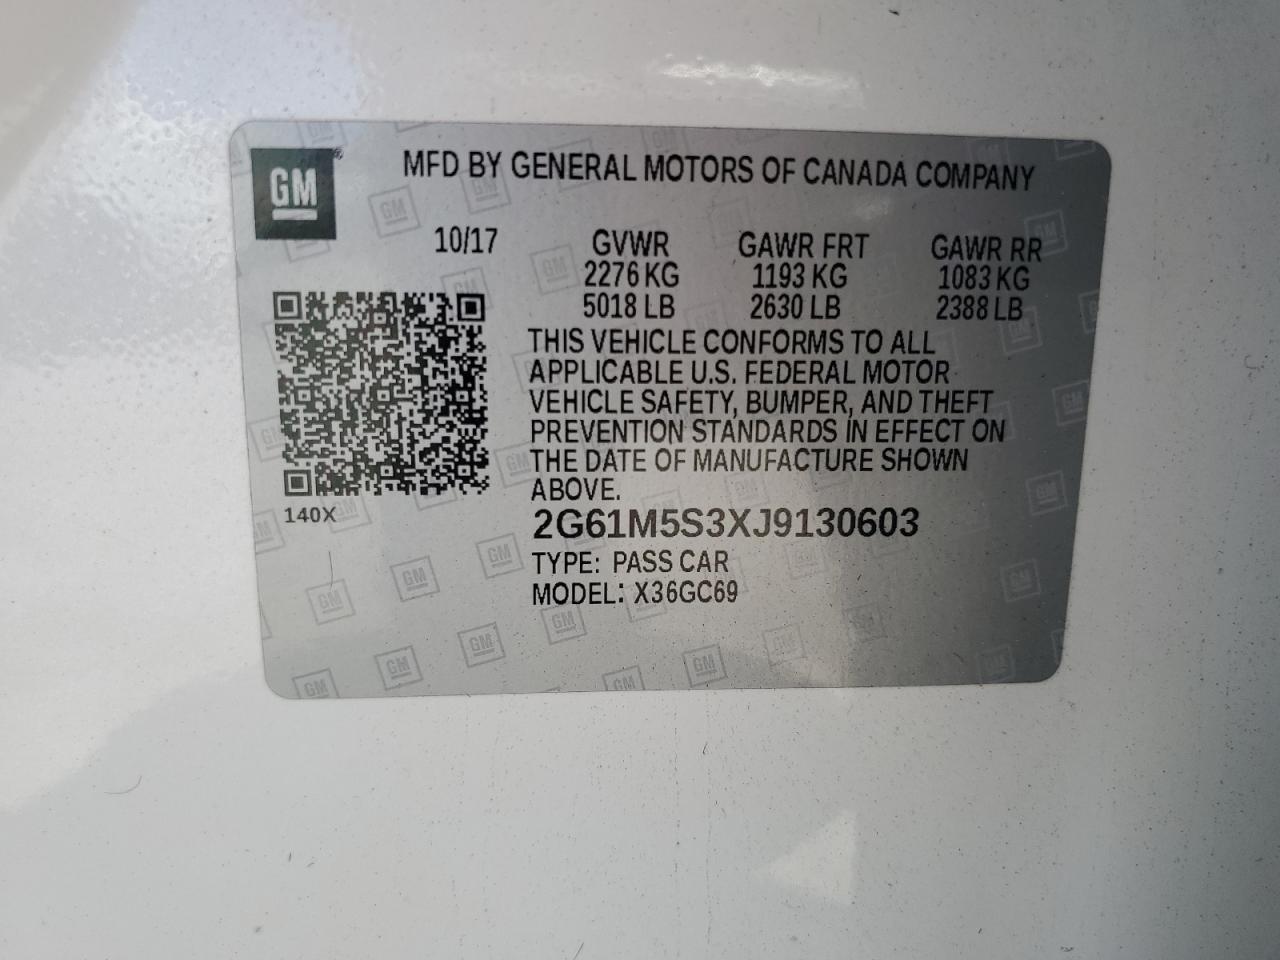 GM
MFD BY GENERAL MOTORS OF CANADA COMPANY
10/17 GVWR GAWR FRT GAWR RR
2276 KG 1193 KG 1083 KG
5018 LB 2630 LB 2388 LB
THIS VEHICLE CONFORMS TO ALL
APPLICABLE U.S. FEDERAL MOTOR
VEHICLE SAFETY, BUMPER, AND THEFT
PREVENTION STANDARDS IN EFFECT ON
THE DATE OF MANUFACTURE SHOWN
ABOVE.
140X
2G61M5S3XJ9130603
TYPE: PASS CAR
MODEL: X36GC69